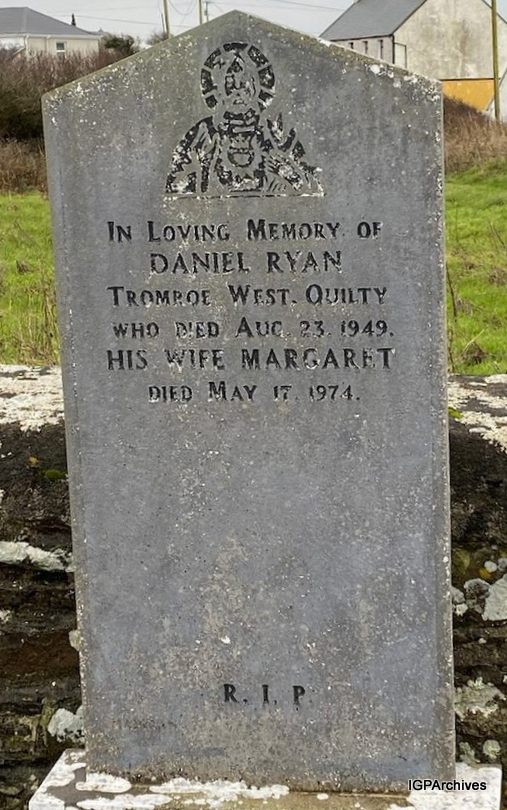 In Loving Memory of
DANIEL RYAN
Tromroe West. Quilty
who died Aug. 23. 1949.
HIS WIFE MARGARET
died May 17. 1974.
R. I. P.
IGPArchives